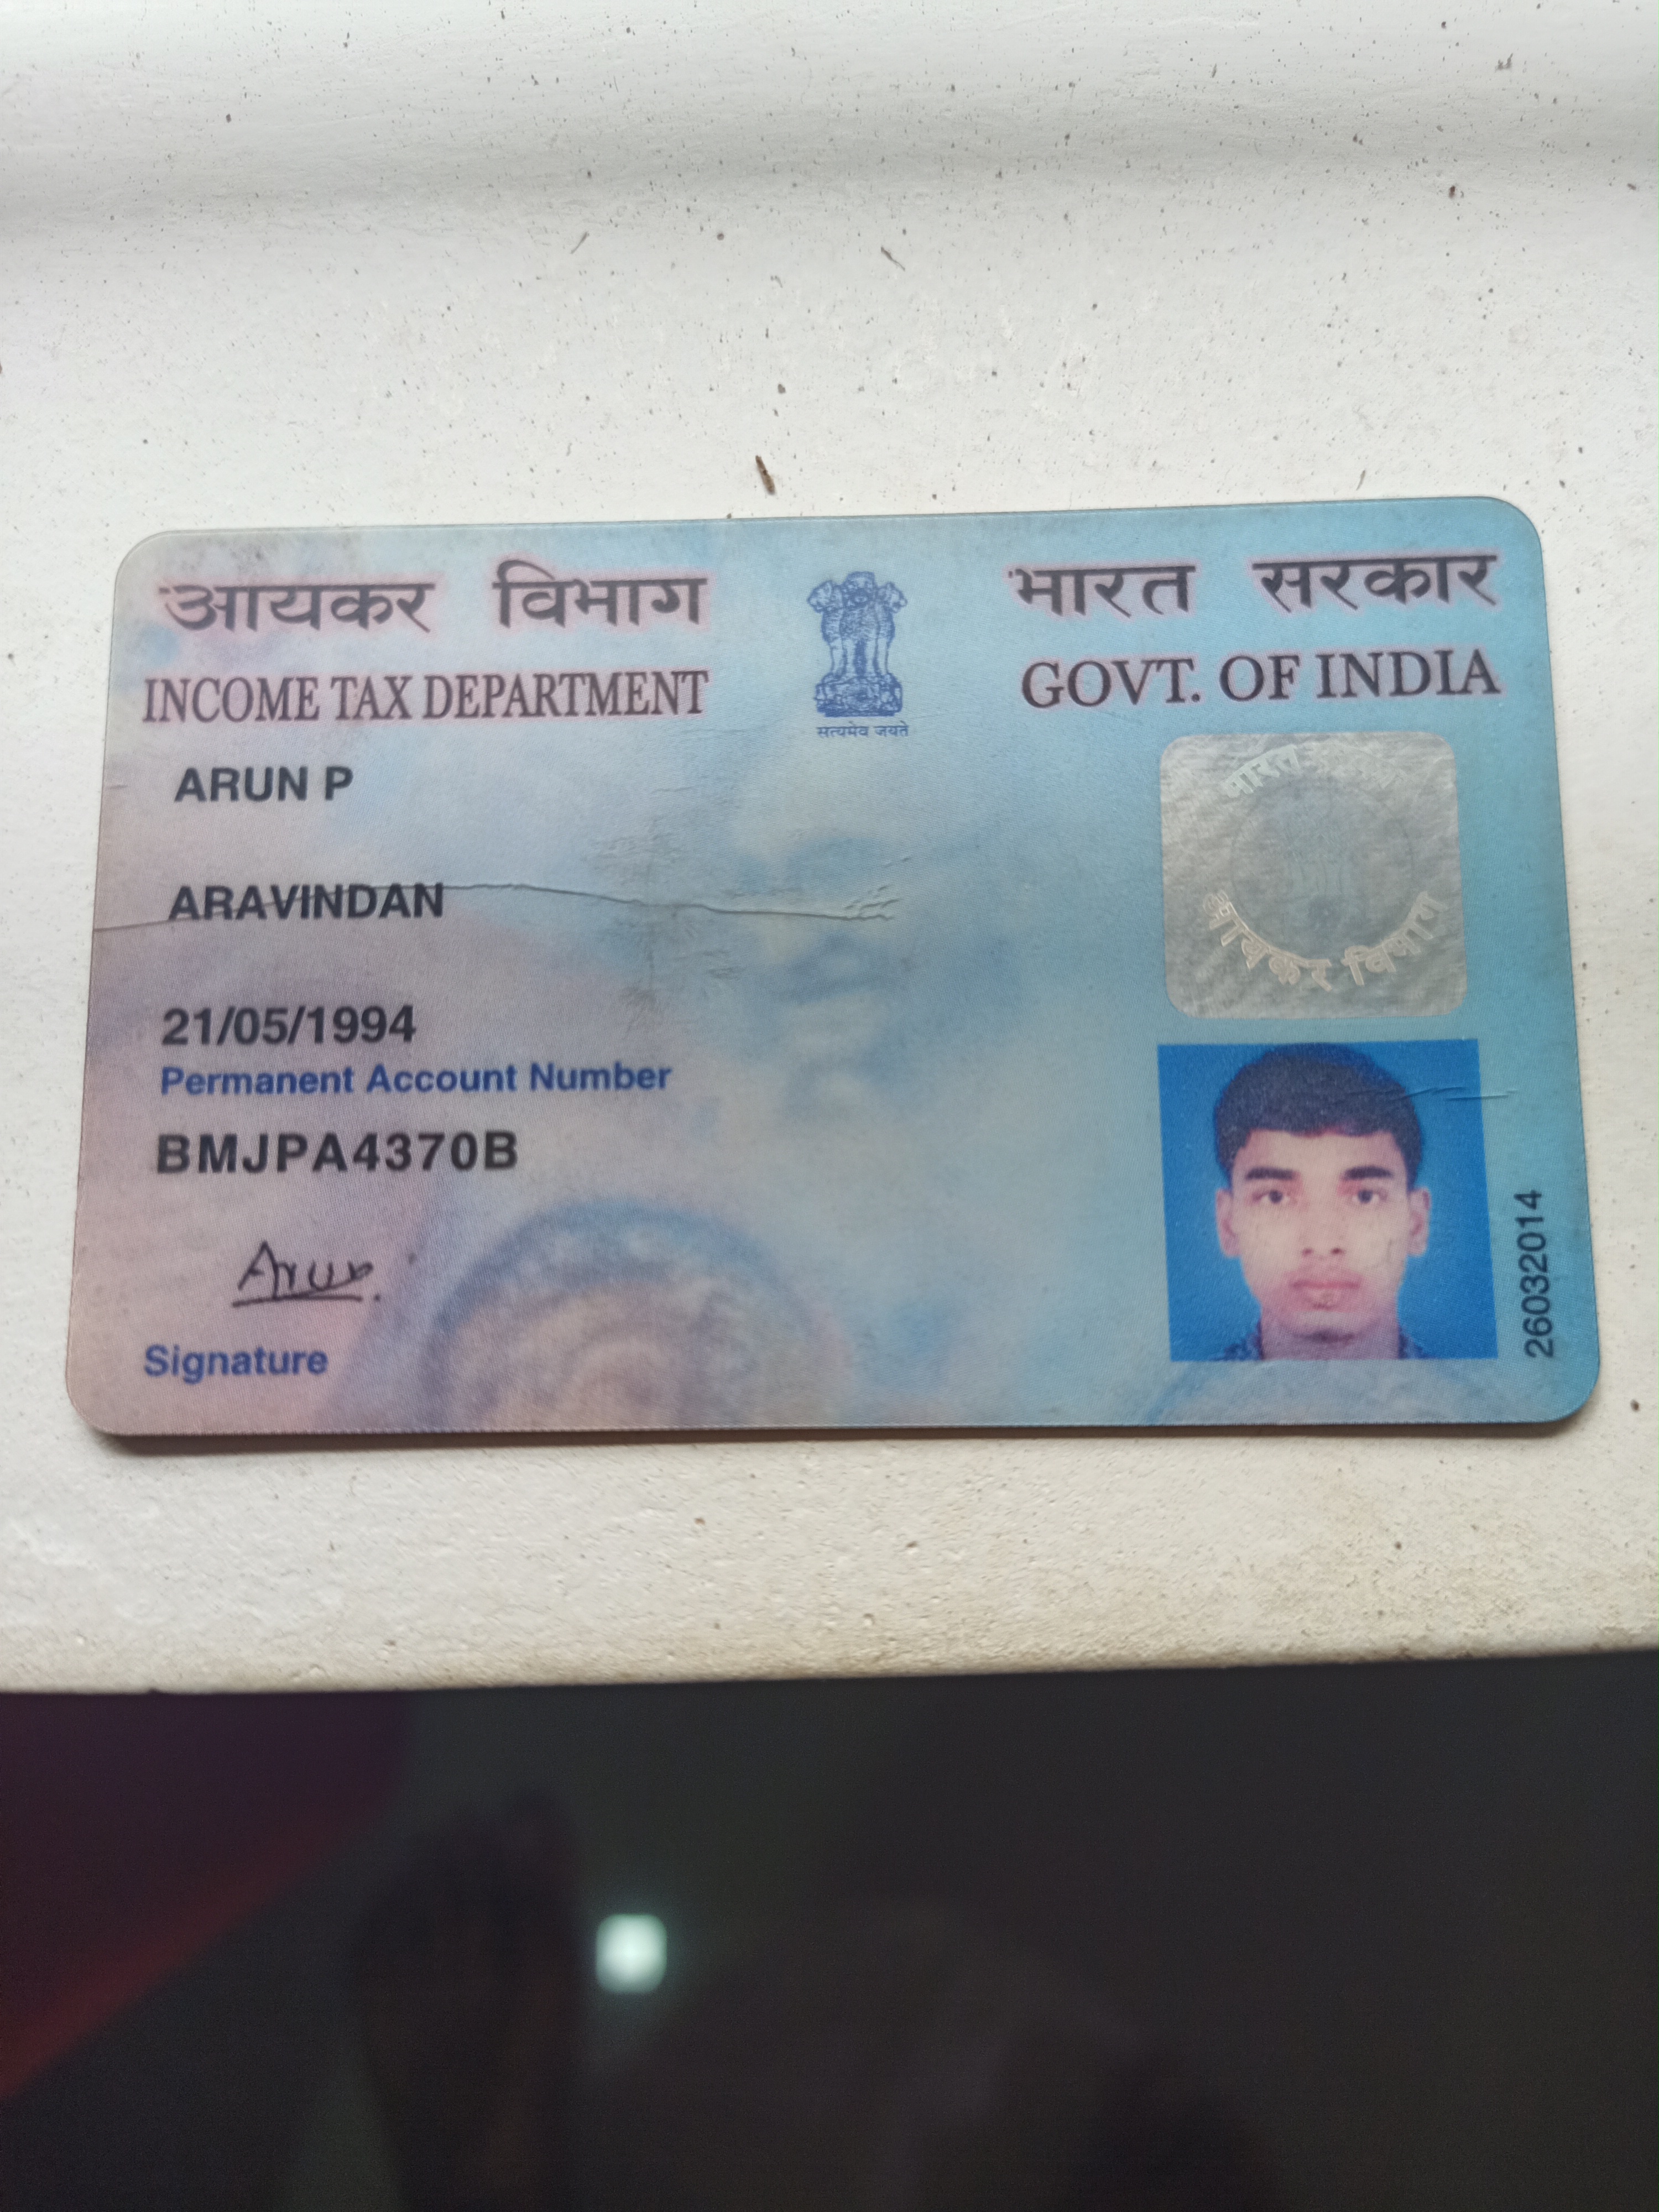 आयकर विभाग
INCOME TAX DEPARTMENT
सत्यमेव जयते
भारत सरकार
GOVT. OF INDIA
ARUN P
ARAVINDAN
21/05/1994
Permanent Account Number
BMJPA4370B
Arun
Signature
भारत
आयकर विभाग
26032014